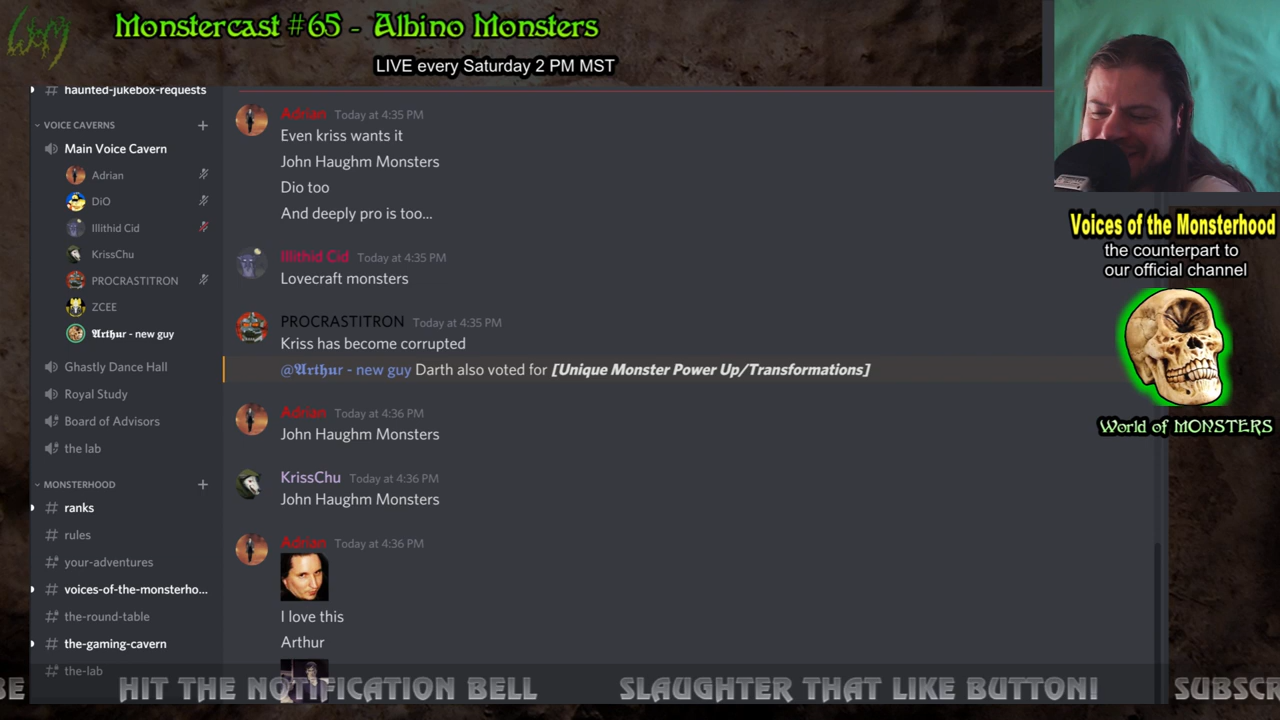 Monstercast #65 - Albino Monsters
LIVE every Saturday 2 PM MST
# haunted-jukebox-requests
VOICE CAVERNS
Main Voice Cavern
Adrian
DiO
Illithid Cid
KrissChu
PROCRASTITRON
ZCEE
𝕬𝖗𝖙𝖍𝖚𝖗 - new guy
Ghastly Dance Hall
Royal Study
Board of Advisors
the lab
MONSTERHOOD
# ranks
# rules
# your-adventures
# voices-of-the-monsterho...
# the-round-table
# the-gaming-cavern
# the-lab
Adrian Today at 4:35 PM
Even kriss wants it
John Haughm Monsters
Dio too
And deeply pro is too...
Illithid Cid Today at 4:35 PM
Lovecraft monsters
PROCRASTITRON Today at 4:35 PM
Kriss has become corrupted
@𝕬𝖗𝖙𝖍𝖚𝖗 - new guy Darth also voted for [Unique Monster Power Up/Transformations]
Adrian Today at 4:36 PM
John Haughm Monsters
KrissChu Today at 4:36 PM
John Haughm Monsters
Adrian Today at 4:36 PM
I love this
Arthur
Voices of the Monsterhood
the counterpart to
our official channel
World of MONSTERS
BE HIT THE NOTIFICATION BELL SLAUGHTER THAT LIKE BUTTON! SUBSCR